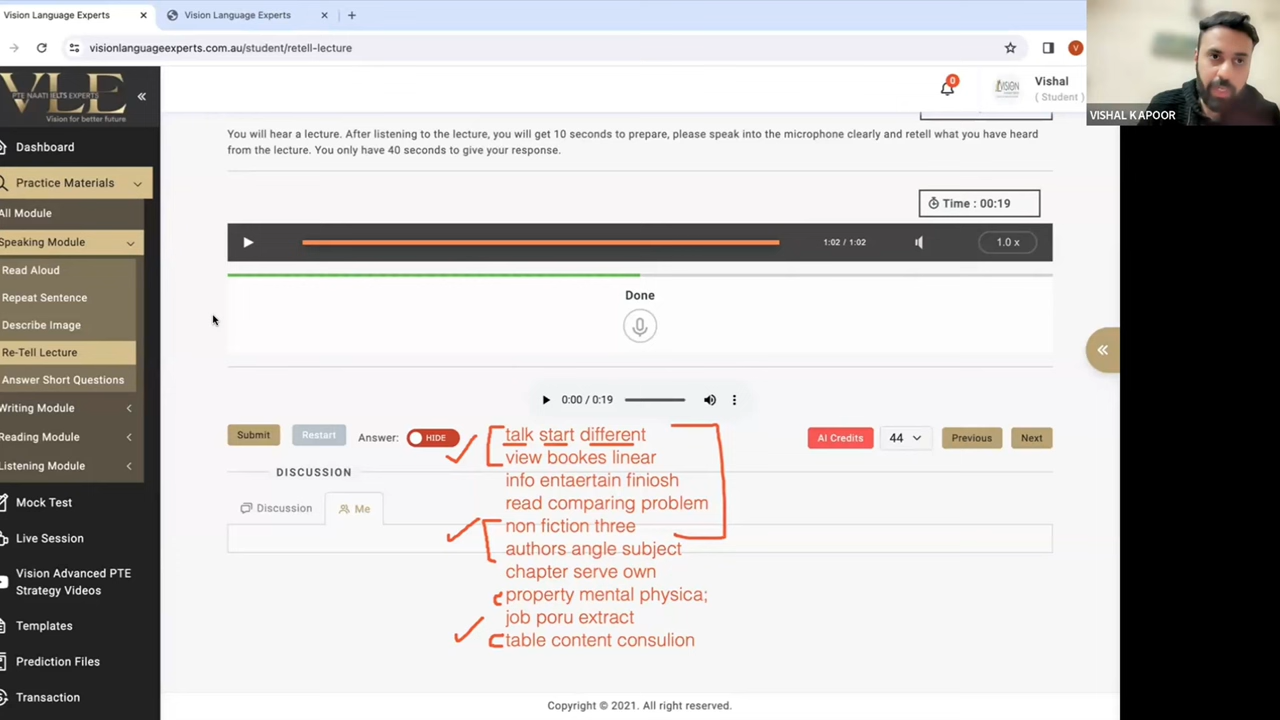 Vision Language Experts
Vision Language Experts
visionlanguageexperts.com.au/student/retell-lecture
VLE
PTE NAATI IELTS EXPERTS
Vision for better future
0
VISION
Vishal
( Student )
V
VISHAL KAPOOR
Dashboard
Practice Materials
All Module
Speaking Module
Read Aloud
Repeat Sentence
Describe Image
Re-Tell Lecture
Answer Short Questions
Writing Module
Reading Module
Listening Module
Mock Test
Live Session
Vision Advanced PTE
Strategy Videos
Templates
Prediction Files
Transaction
You will hear a lecture. After listening to the lecture, you will get 10 seconds to prepare, please speak into the microphone clearly and retell what you have heard
from the lecture. You only have 40 seconds to give your response.
Time : 00:19
1:02 / 1:02
1.0 x
Done
0:00 / 0:19
Submit
Restart
Answer:
HIDE
AI Credits
44
Previous
Next
DISCUSSION
Discussion
Me
talk start different
view bookes linear
info entaertain finiosh
read comparing problem
non fiction three
authors angle subject
chapter serve own
property mental physica;
job poru extract
table content consulion
Copyright © 2021. All right reserved.